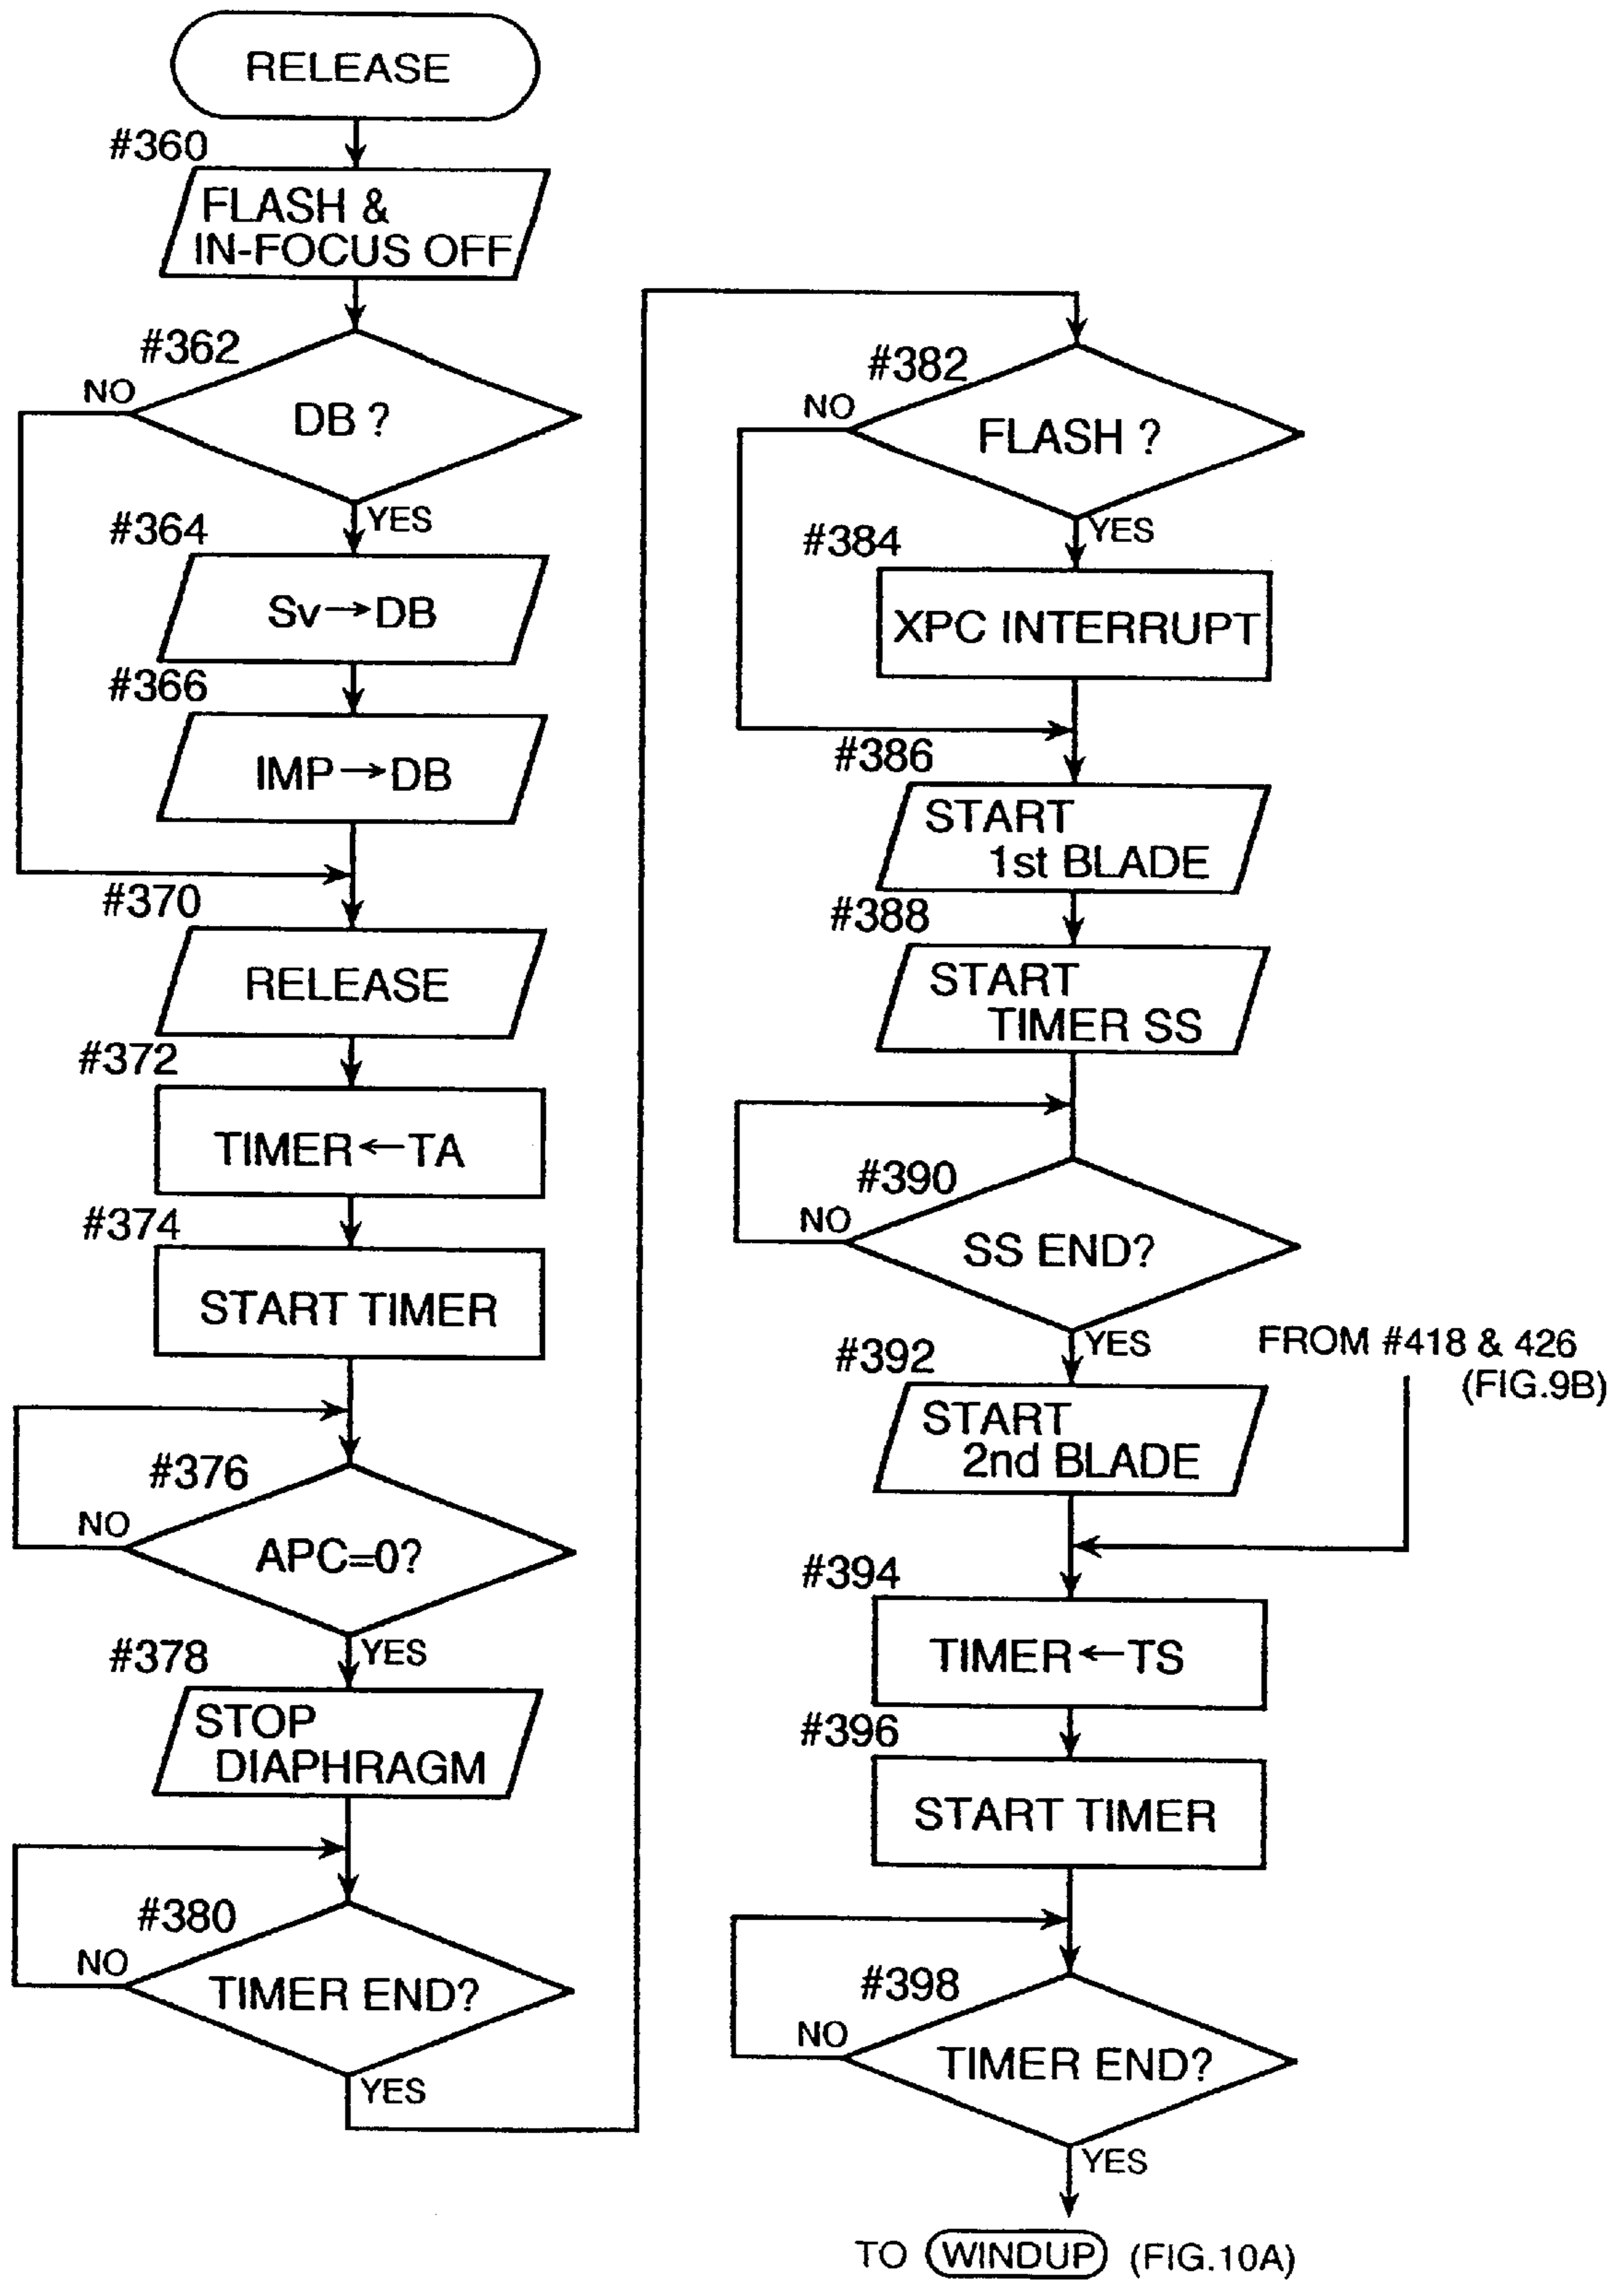 RELEASE
#360
FLASH &
IN-FOCUS OFF
#362
NO
DB ?
YES
#364
Sv→DB
#366
IMP→DB
#370
RELEASE
#372
TIMER←TA
#374
START TIMER
#376
NO
APC=0?
YES
#378
STOP
DIAPHRAGM
#380
NO
TIMER END?
YES
#382
NO
FLASH ?
YES
#384
XPC INTERRUPT
#386
START
1st BLADE
#388
START
TIMER SS
#390
NO
SS END?
YES
FROM #418 & 426
(FIG.9B)
#392
START
2nd BLADE
#394
TIMER←TS
#396
START TIMER
#398
NO
TIMER END?
YES
TO WINDUP (FIG.10A)